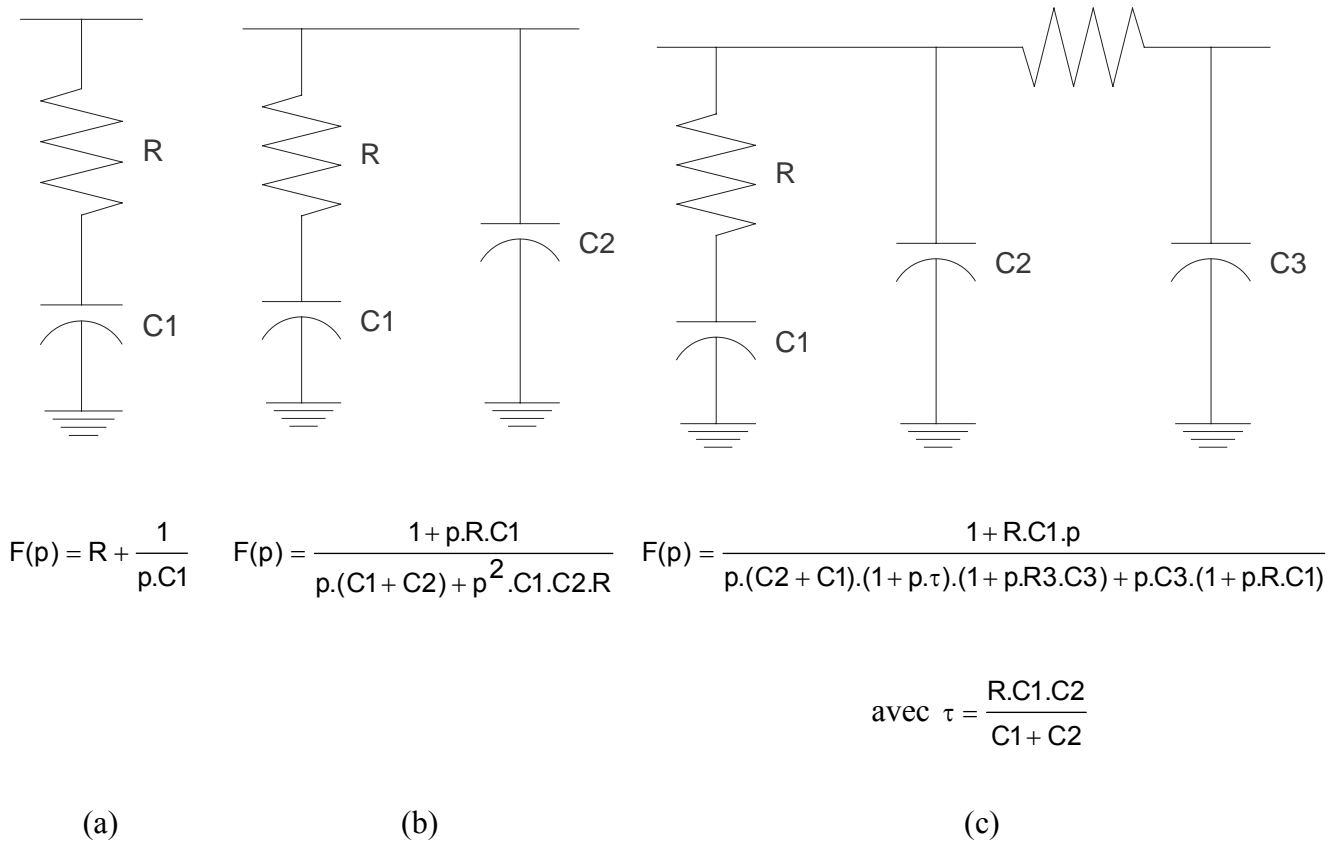 R
C1
R
C1
C2
R
C1
C2
C3
F(p) = R + 1 / p.C1
F(p) = 1 + p.R.C1 / p.(C1 + C2) + p².C1.C2.R
F(p) = 1 + R.C1.p / p.(C2 + C1).(1 + p.τ).(1 + p.R3.C3) + p.C3.(1 + p.R.C1)
avec τ = R.C1.C2 / C1 + C2
(a) (b) (c)